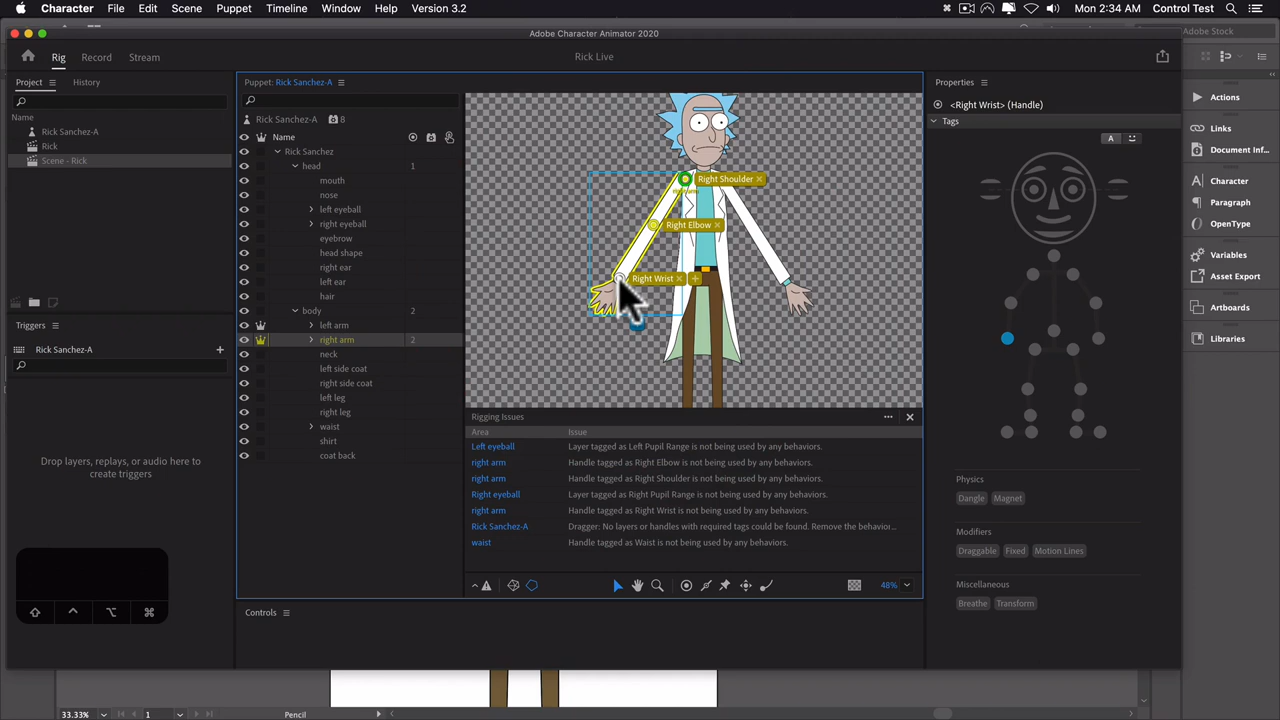 Character File Edit Scene Puppet Timeline Window Help Version 3.2 Mon 2:34 AM Control Test
Adobe Character Animator 2020
Adobe Stock
Rig Record Stream Rick Live
Project History
Name
Rick Sanchez-A
Rick
Scene - Rick
Triggers
Rick Sanchez-A +
Drop layers, replays, or audio here to
create triggers
Puppet: Rick Sanchez-A
Rick Sanchez-A 8
Name
Rick Sanchez
head 1
mouth
nose
left eyeball
right eyeball
eyebrow
head shape
right ear
left ear
hair
body 2
left arm
right arm 2
neck
left side coat
right side coat
left leg
right leg
waist
shirt
coat back
Controls
Right Shoulder ×
Right Elbow ×
Right Wrist × +
Rigging Issues
Area Issue
Left eyeball Layer tagged as Left Pupil Range is not being used by any behaviors.
right arm Handle tagged as Right Elbow is not being used by any behaviors.
right arm Handle tagged as Right Shoulder is not being used by any behaviors.
Right eyeball Layer tagged as Right Pupil Range is not being used by any behaviors.
right arm Handle tagged as Right Wrist is not being used by any behaviors.
Rick Sanchez-A Dragger: No layers or handles with required tags could be found. Remove the behavio...
waist Handle tagged as Waist is not being used by any behaviors.
48%
Properties
<Right Wrist> (Handle)
Tags
A
Physics
Dangle Magnet
Modifiers
Draggable Fixed Motion Lines
Miscellaneous
Breathe Transform
Actions
Links
Document Inf...
Character
Paragraph
OpenType
Variables
Asset Export
Artboards
Libraries
33.33% 1 Pencil